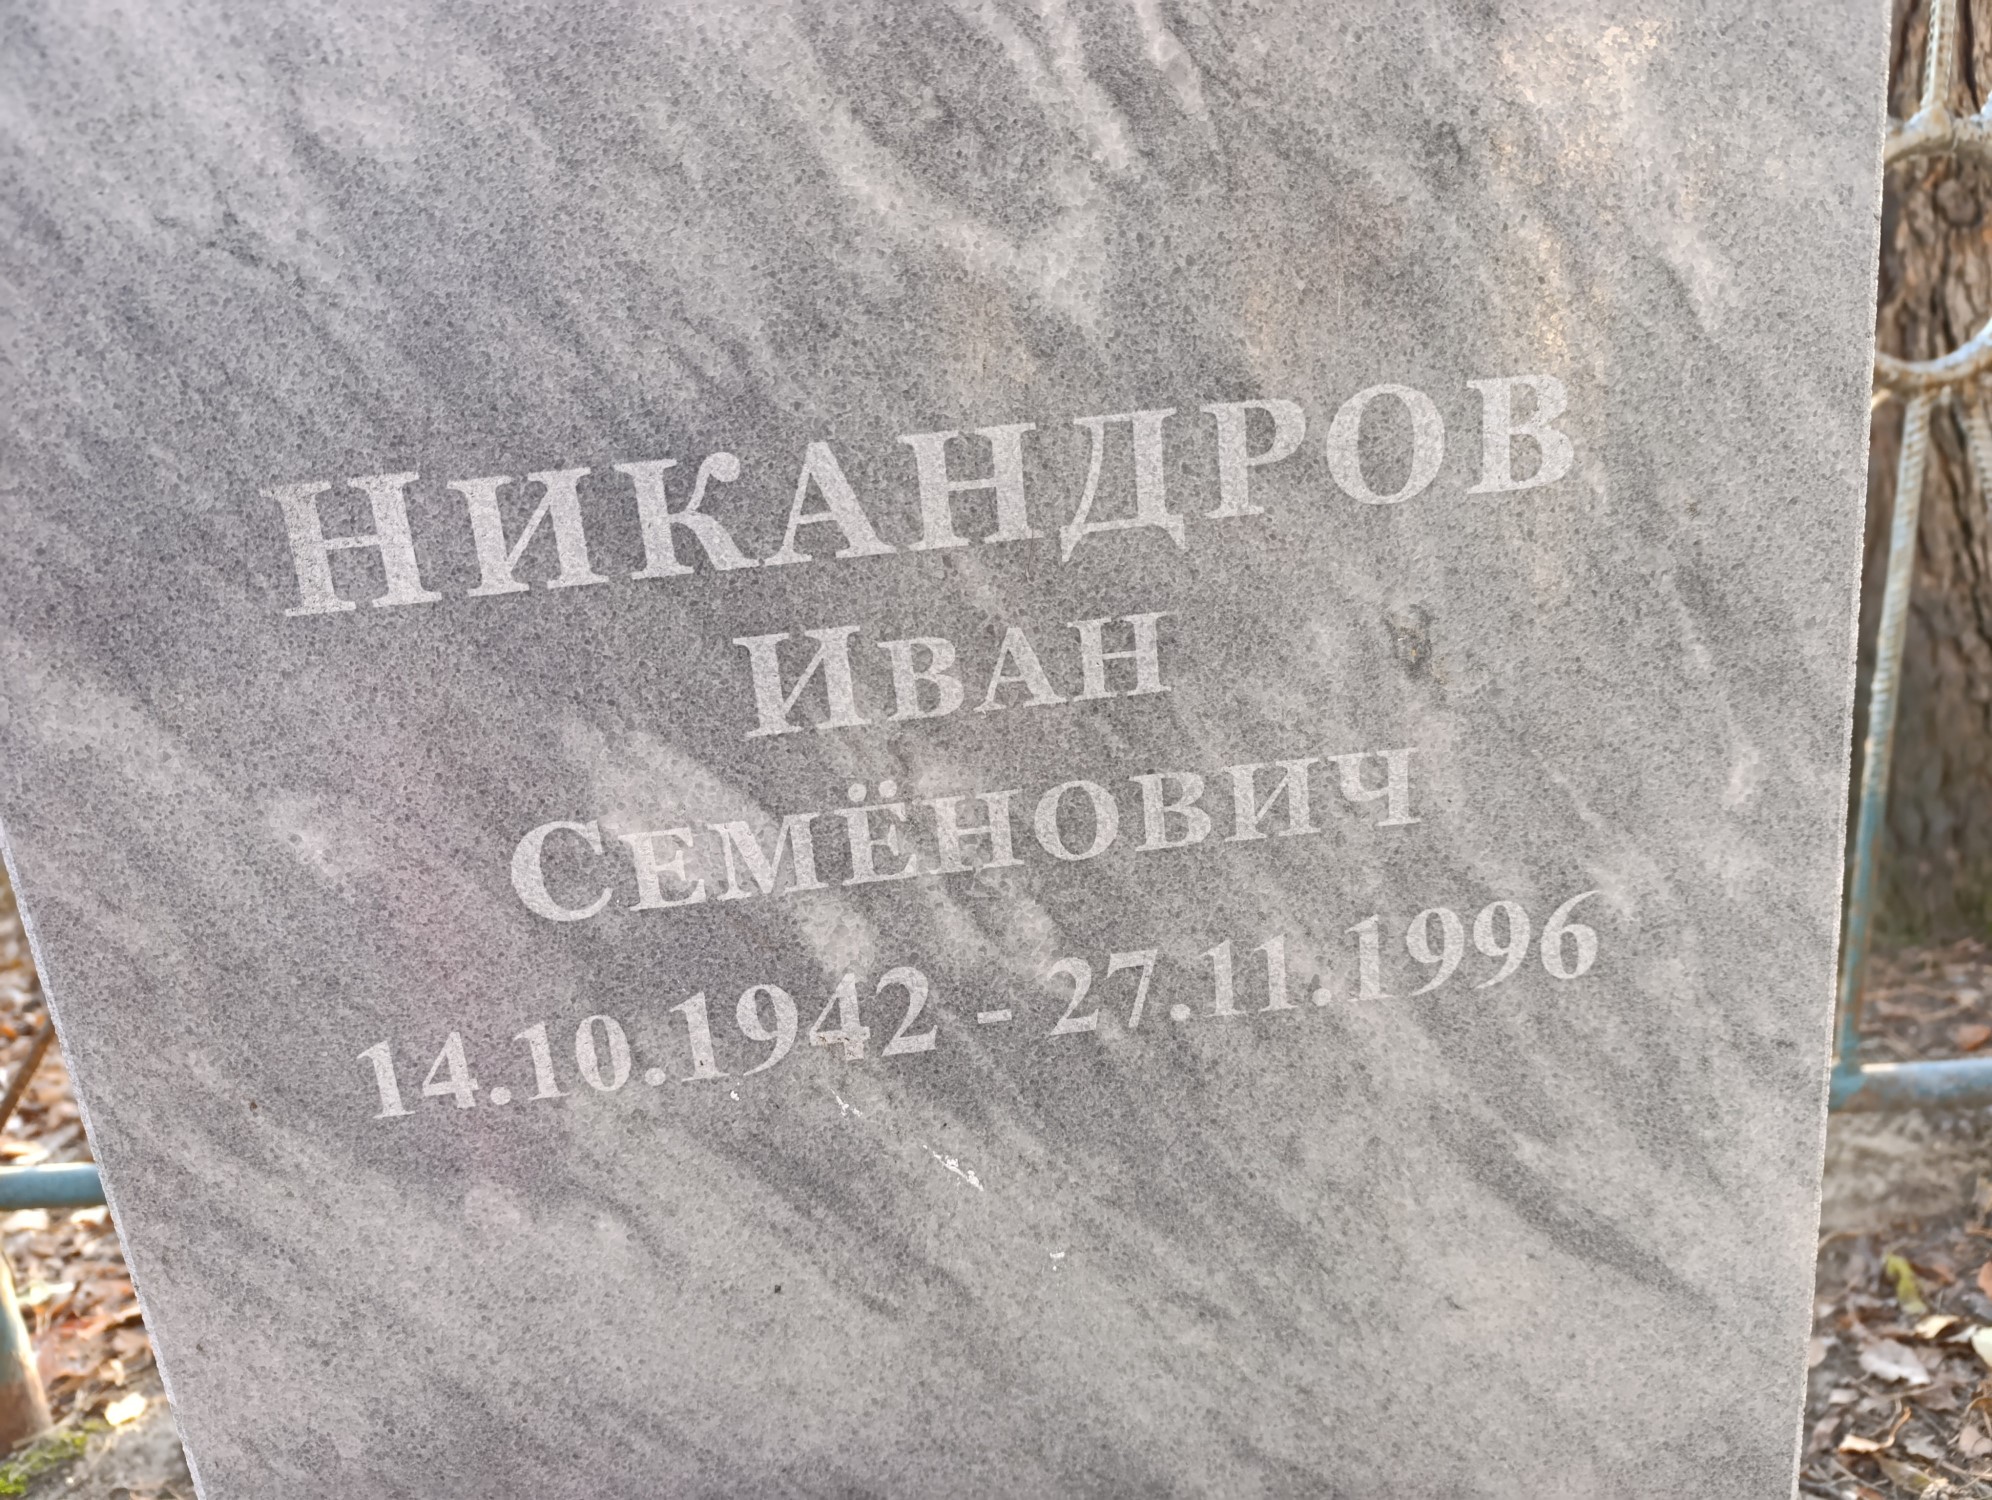 Никандров
Иван
Семёнович
14.10.1942 - 27.11.1996